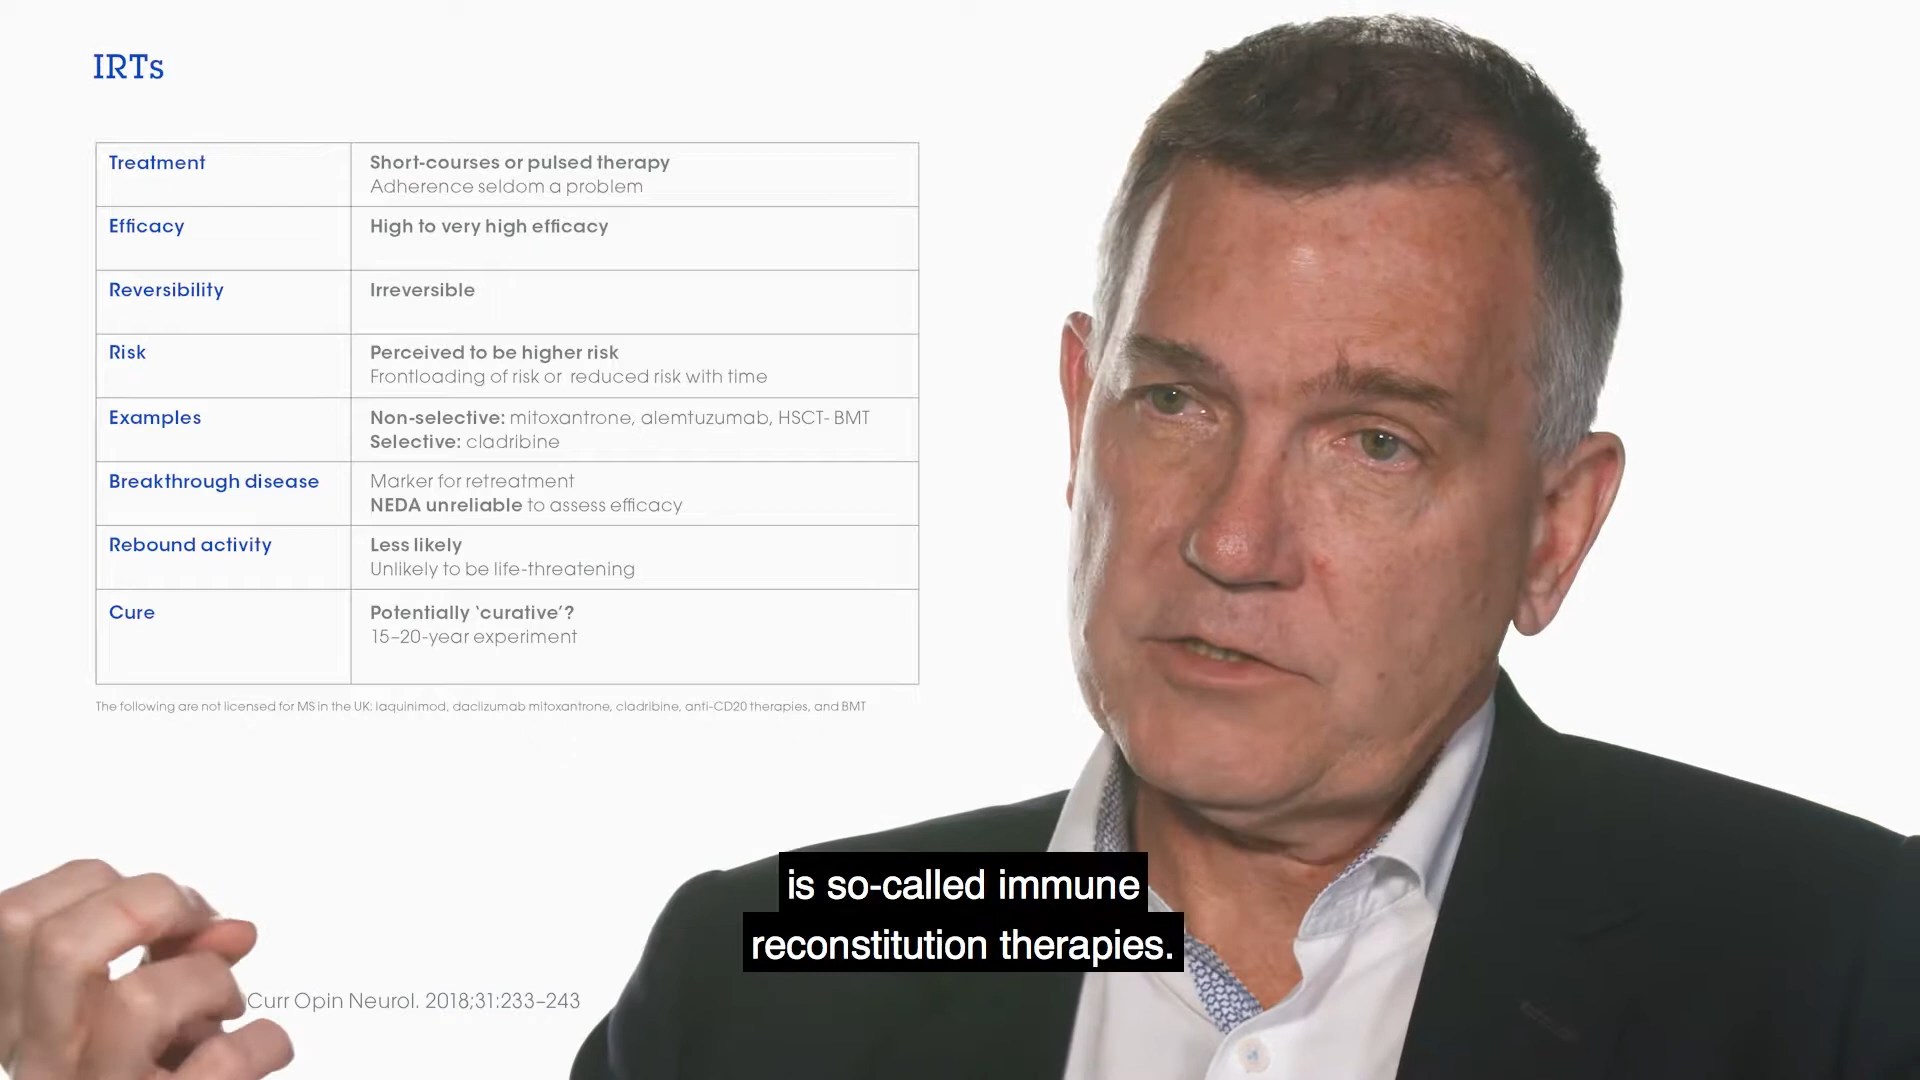 IRTs
Treatment
Short-courses or pulsed therapy
Adherence seldom a problem
Efficacy
High to very high efficacy
Reversibility
Irreversible
Risk
Perceived to be higher risk
Frontloading of risk or reduced risk with time
Examples
Non-selective: mitoxantrone, alemtuzumab, HSCT- BMT
Selective: cladribine
Breakthrough disease
Marker for retreatment
NEDA unreliable to assess efficacy
Rebound activity
Less likely
Unlikely to be life-threatening
Cure
Potentially ‘curative’?
15–20-year experiment
The following are not licensed for MS in the UK: laquinimod, daclizumab mitoxantrone, cladribine, anti-CD20 therapies, and BMT
is so-called immune
reconstitution therapies.
Curr Opin Neurol. 2018;31:233–243